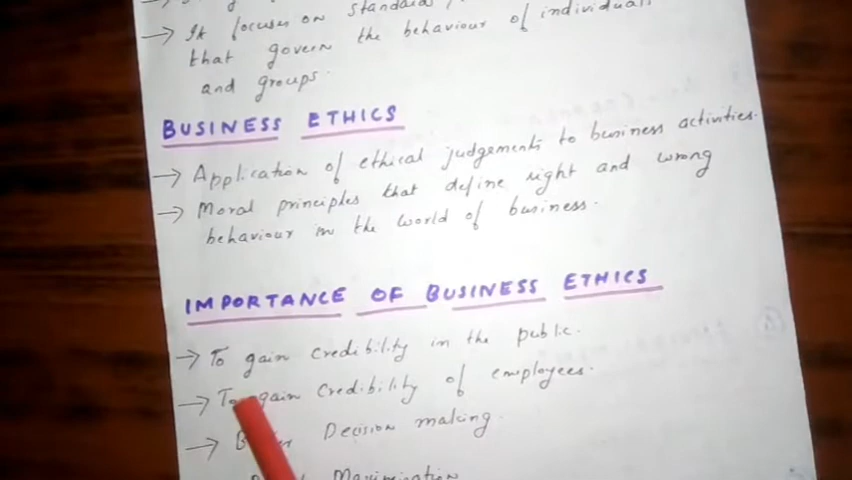 → It focuses on standard
that govern the behaviour of individuals
and groups.
BUSINESS ETHICS
→ Application of ethical judgements to business activities.
→ Moral principles that define right and wrong
behaviour in the world of business.
IMPORTANCE OF BUSINESS ETHICS
→ To gain credibility in the public.
→ To gain credibility of employees.
→ Decision making.